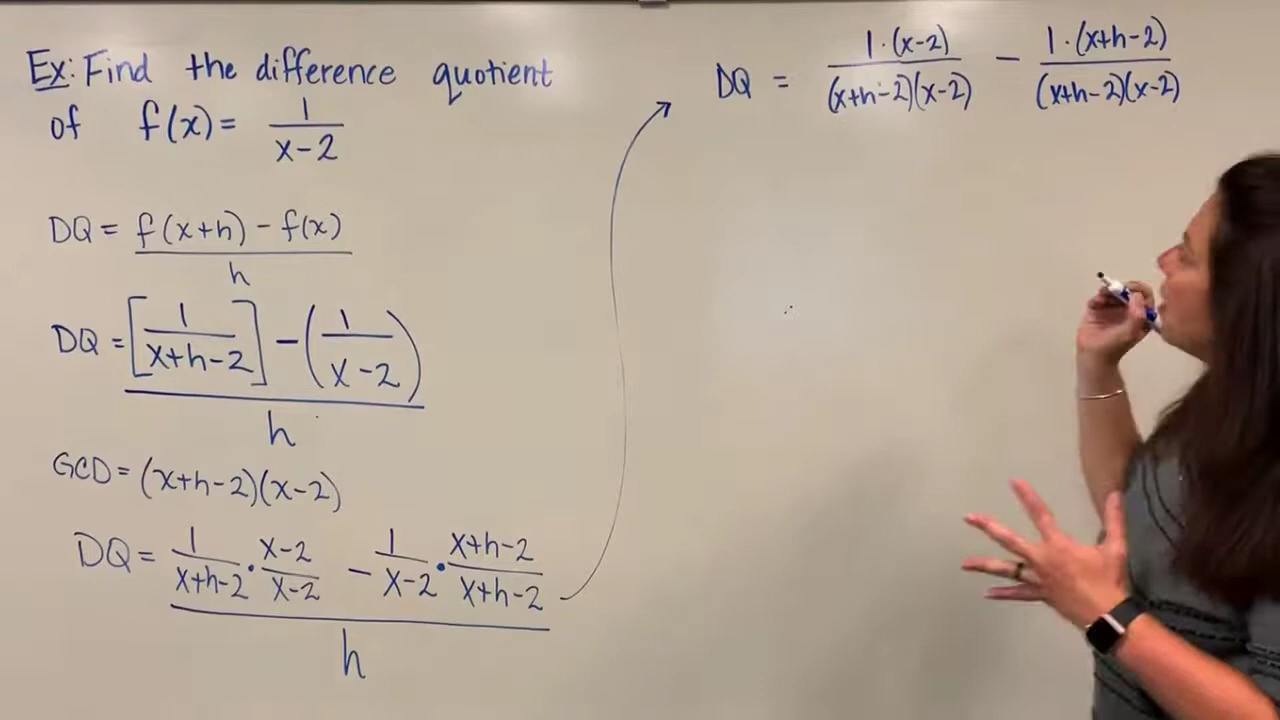 Ex: Find the difference quotient
of f(x) = 1/(x-2)
DQ = (f(x+h) - f(x))/h
DQ = ([1/(x+h-2)] - (1/(x-2)))/h
GCD = (x+h-2)(x-2)
DQ = (1/(x+h-2) · (x-2)/(x-2) - 1/(x-2) · (x+h-2)/(x+h-2))/h
DQ = (1·(x-2))/((x+h-2)(x-2)) - (1·(x+h-2))/((x+h-2)(x-2))